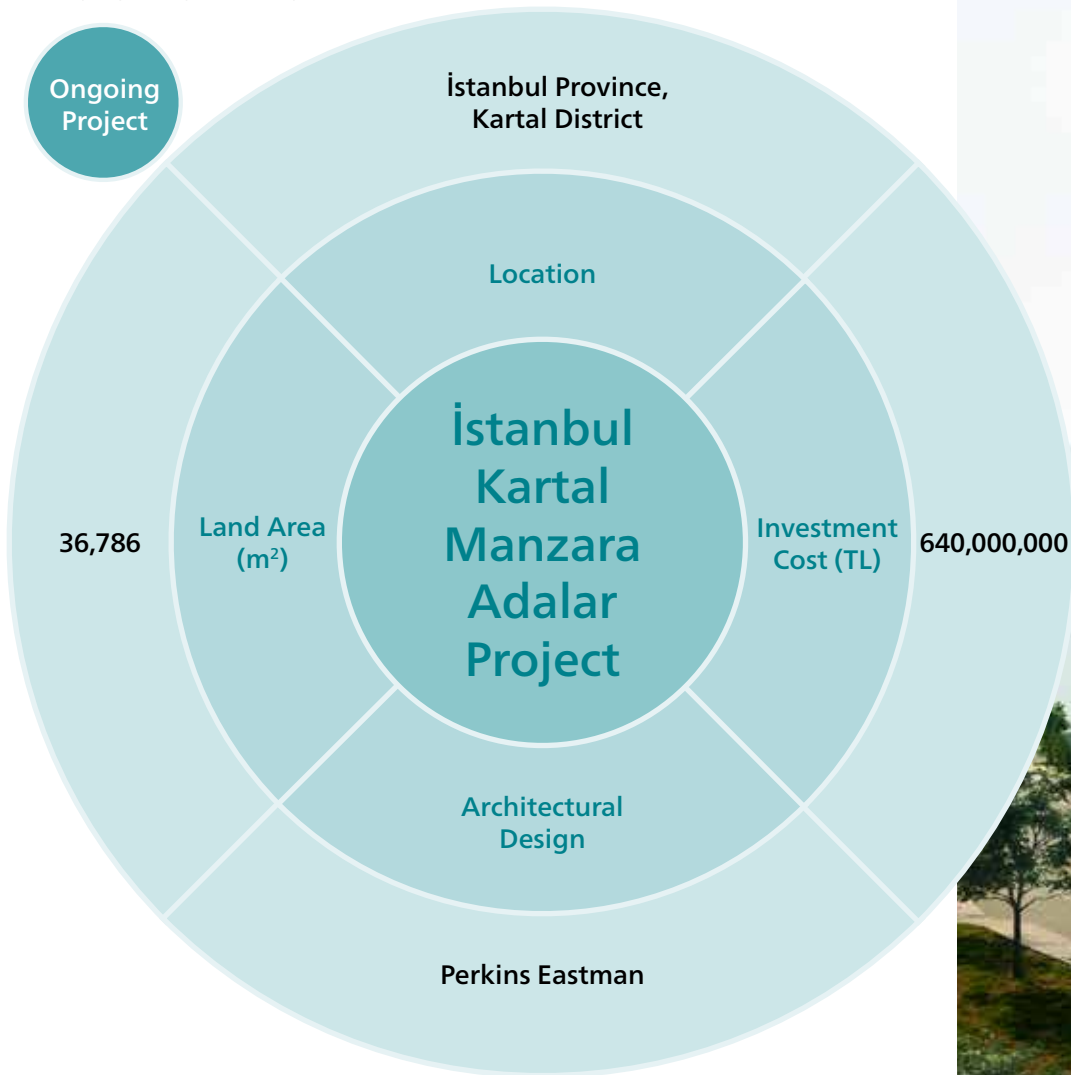 Ongoing
Project
İstanbul Province,
Kartal District
Location
İstanbul
Kartal
Manzara
Adalar
Project
36,786
Land Area
(m²)
Investment
Cost (TL)
640,000,000
Architectural
Design
Perkins Eastman